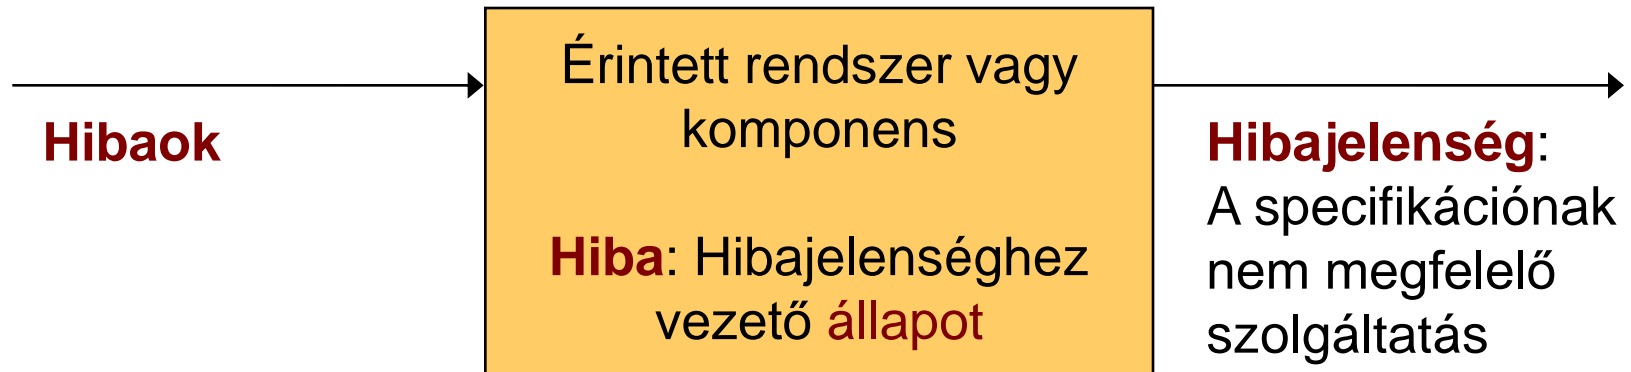 Hibaok
Érintett rendszer vagy
komponens
Hiba: Hibajelenséghez
vezető állapot
Hibajelenség:
A specifikációnak
nem megfelelő
szolgáltatás